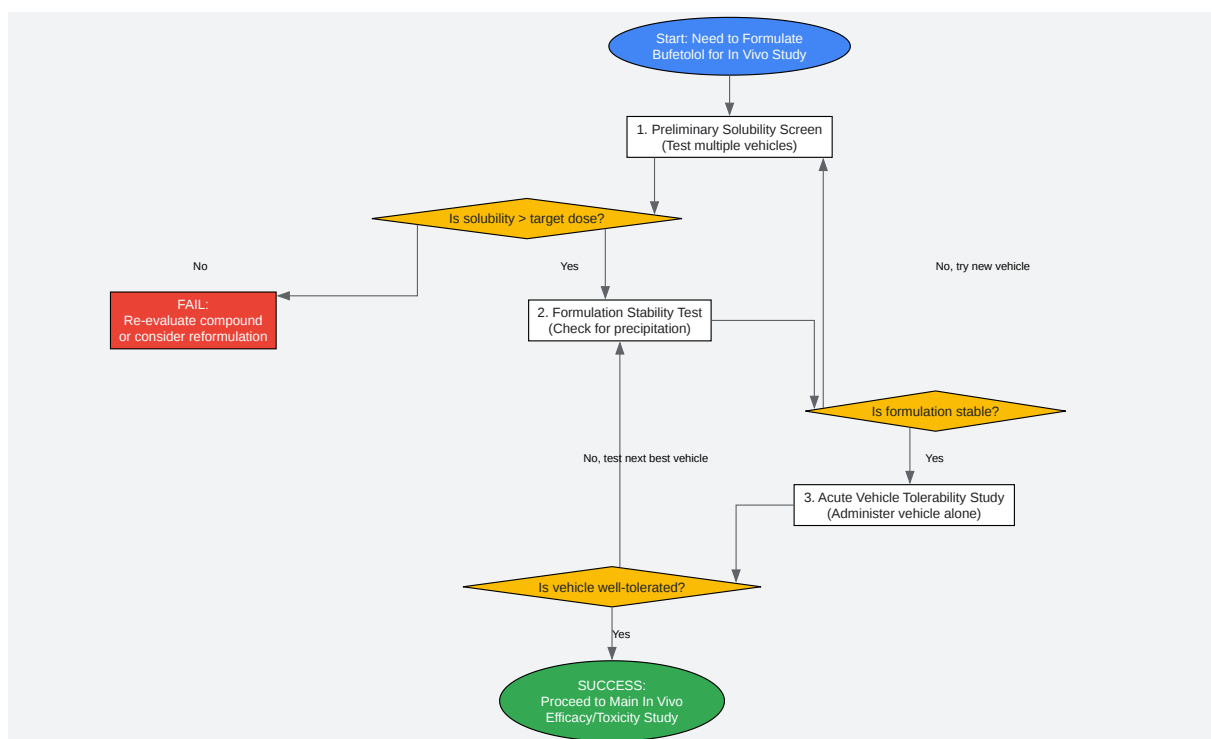 Start: Need to Formulate
Bufetolol for In Vivo Study
1. Preliminary Solubility Screen
(Test multiple vehicles)
Is solubility > target dose?
No
Yes
No, try new vehicle
FAIL:
Re-evaluate compound
or consider reformulation
2. Formulation Stability Test
(Check for precipitation)
Is formulation stable?
No, test next best vehicle
Yes
3. Acute Vehicle Tolerability Study
(Administer vehicle alone)
Is vehicle well-tolerated?
Yes
SUCCESS:
Proceed to Main In Vivo
Efficacy/Toxicity Study